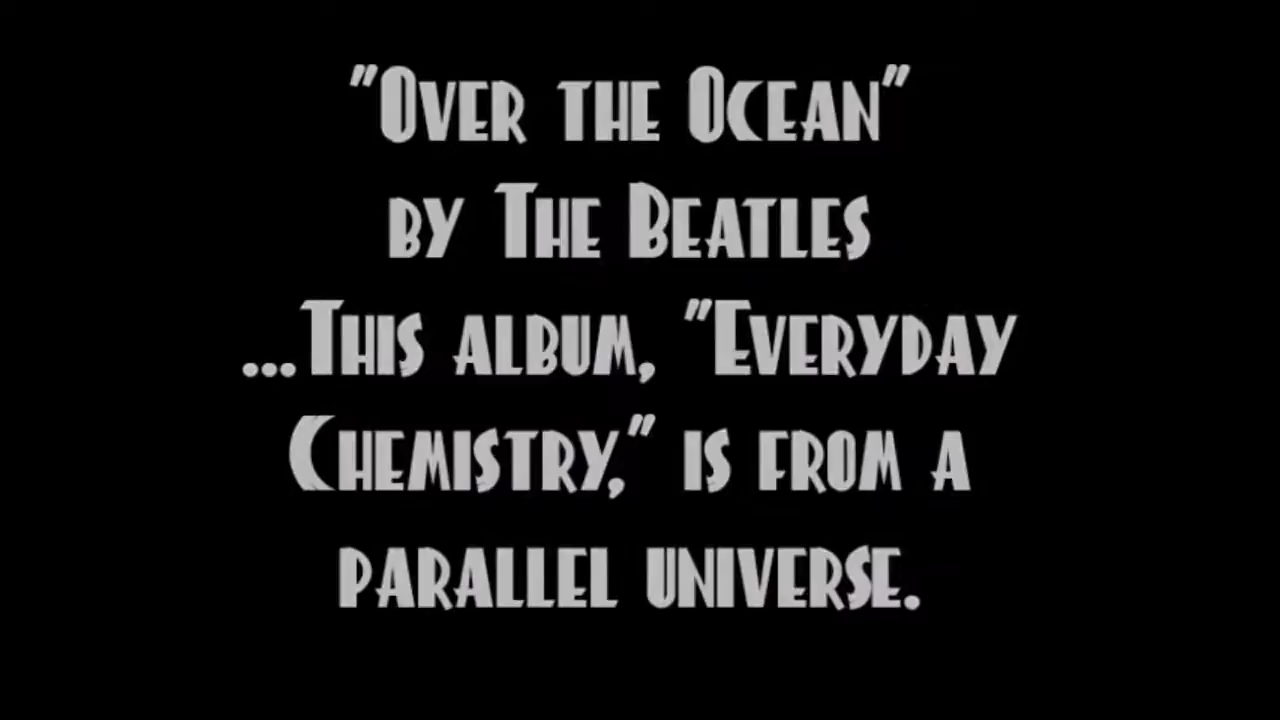 "Over the Ocean"
by The Beatles
...This album, "Everyday
Chemistry," is from a
parallel universe.